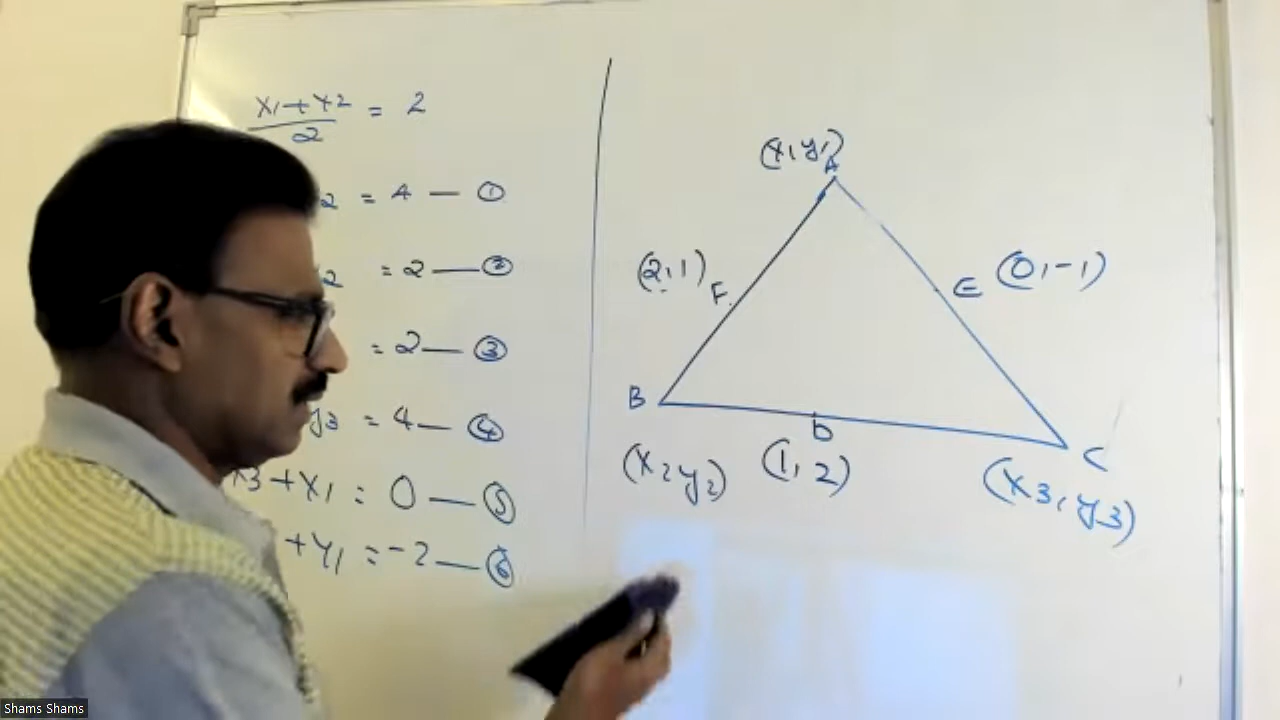 x1+x2
2
= 2
2 = 4 — ①
2 = 2 — ②
= 2 — ③
y3 = 4 — ④
x3 + x1 = 0 — ⑤
+ y1 = -2 — ⑥
(x1 y1)
A
(2,1)
F
E (0,-1)
B
D
C
(x2 y2)
(1,2)
(x3, y3)
Shams Shams